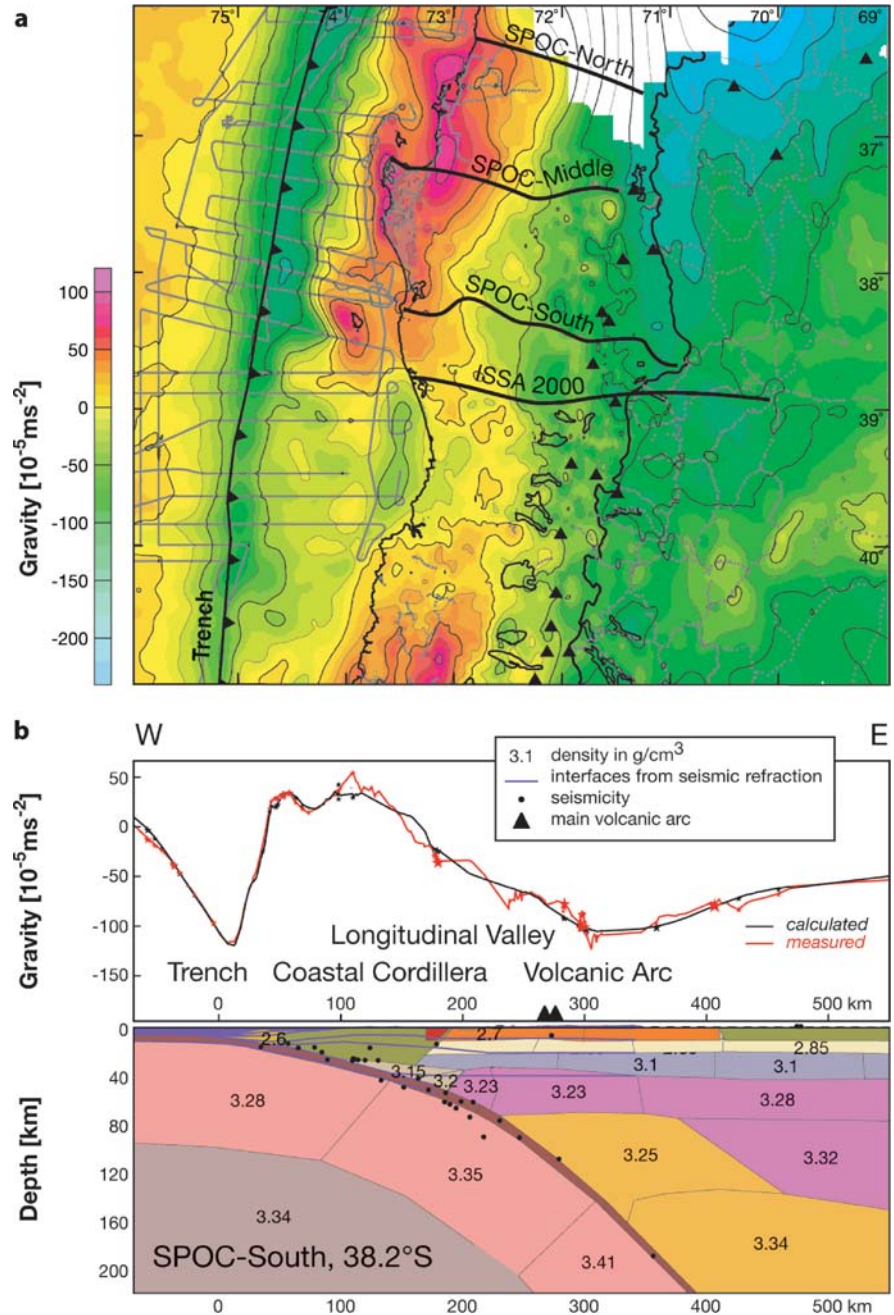 a
75° 74° 73° 72° 71° 70° 69°
SPOC-North
37°
SPOC-Middle
38°
SPOC-South
ISSA 2000
39°
40°
Trench
Gravity [10⁻⁵ms⁻²]
100
50
0
-50
-100
-150
-200
b
W E
3.1 density in g/cm³
interfaces from seismic refraction
seismicity
main volcanic arc
Gravity [10⁻⁵ms⁻²]
50
0
-50
-100
-150
calculated
measured
Longitudinal Valley
Trench Coastal Cordillera Volcanic Arc
0 100 200 300 400 500 km
Depth [km]
0
40
80
120
160
200
2.6 2.7 2.85
3.15 3.1 3.1
3.2 3.23 3.23 3.28
3.28
3.25 3.32
3.35
3.34 3.34
3.41
SPOC-South, 38.2°S
0 100 200 300 400 500 km